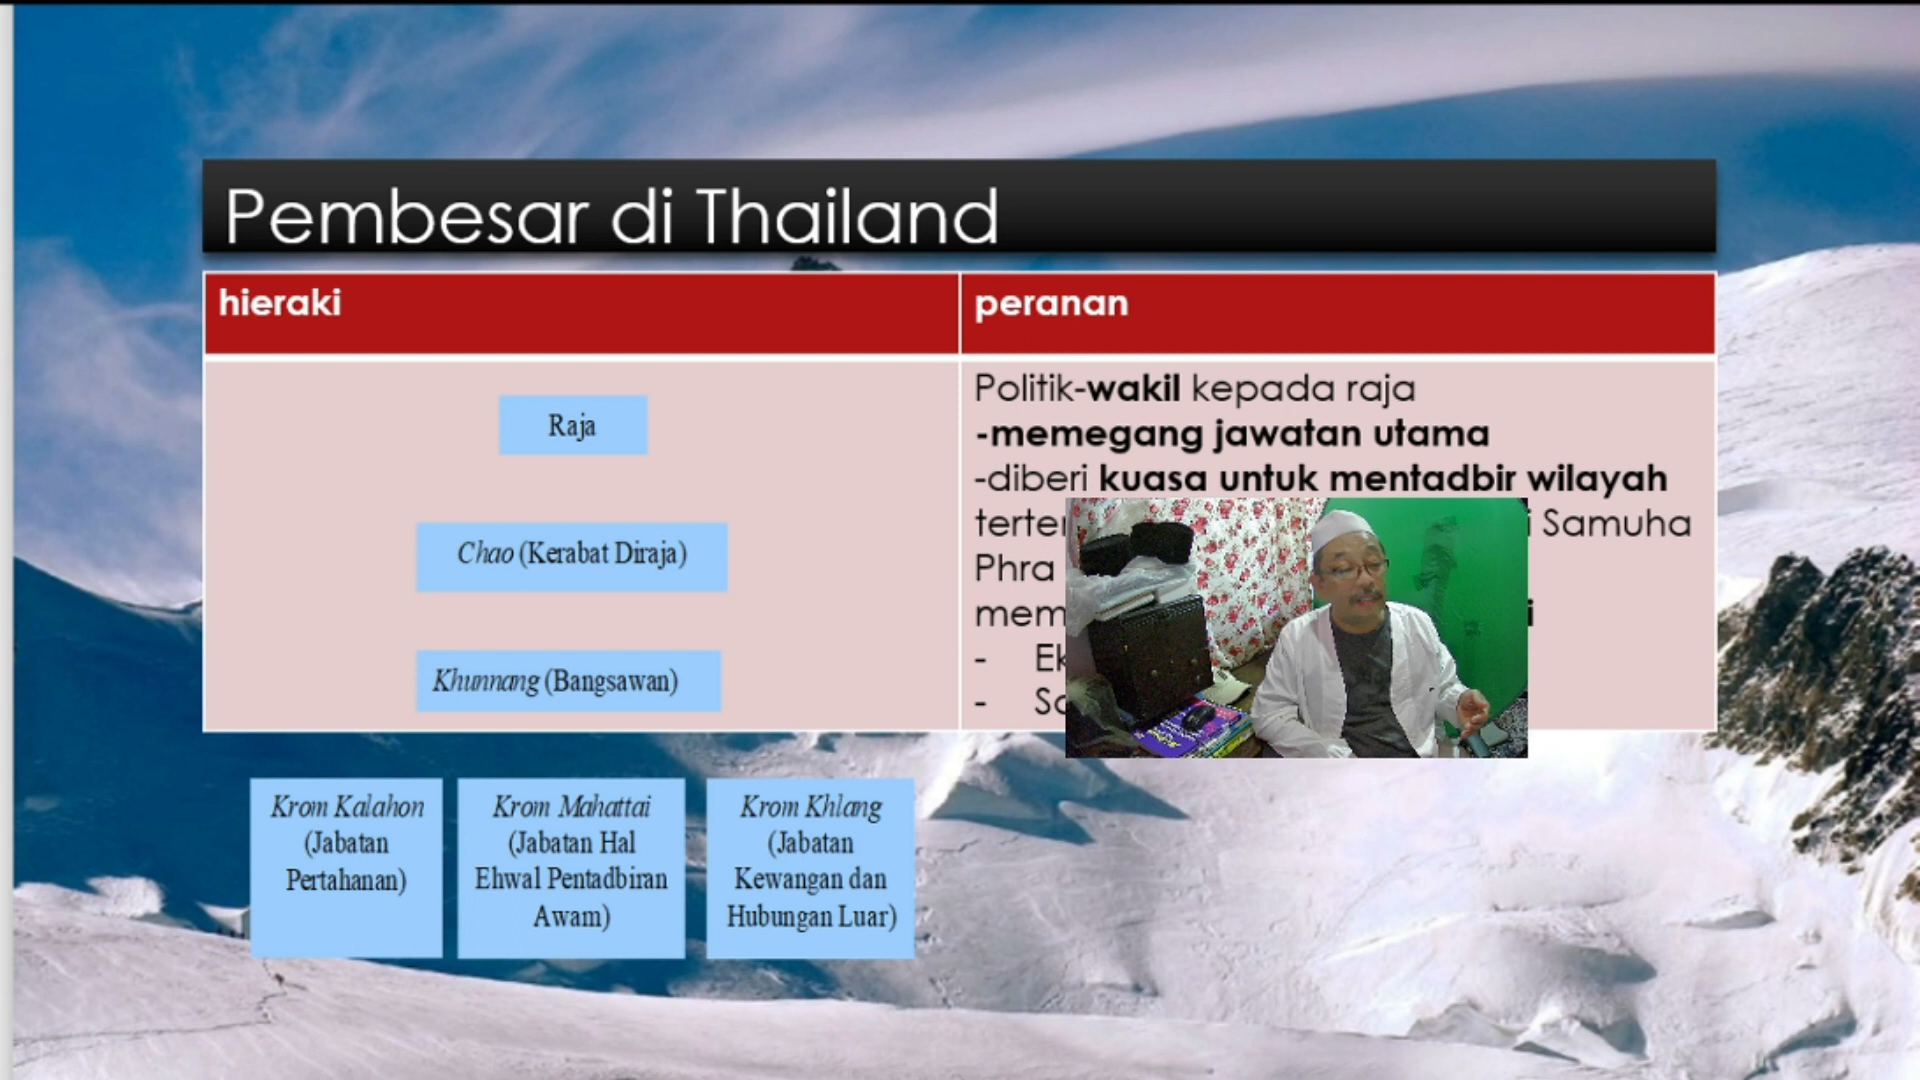 Pembesar di Thailand
hieraki
peranan
Raja
Chao (Kerabat Diraja)
Khunnang (Bangsawan)
Politik-wakil kepada raja
-memegang jawatan utama
-diberi kuasa untuk mentadbir wilayah
Samuha
Phra
Krom Kalahon
(Jabatan
Pertahanan)
Krom Mahattai
(Jabatan Hal
Ehwal Pentadbiran
Awam)
Krom Khlang
(Jabatan
Kewangan dan
Hubungan Luar)